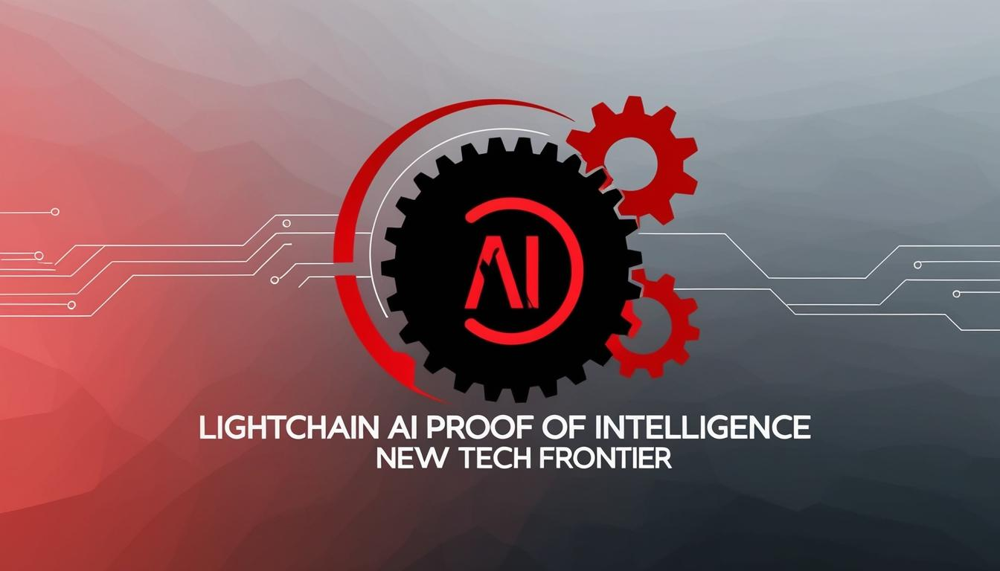 AI
LIGHTCHAIN AI PROOF OF INTELLIGENCE
NEW TECH FRONTIER